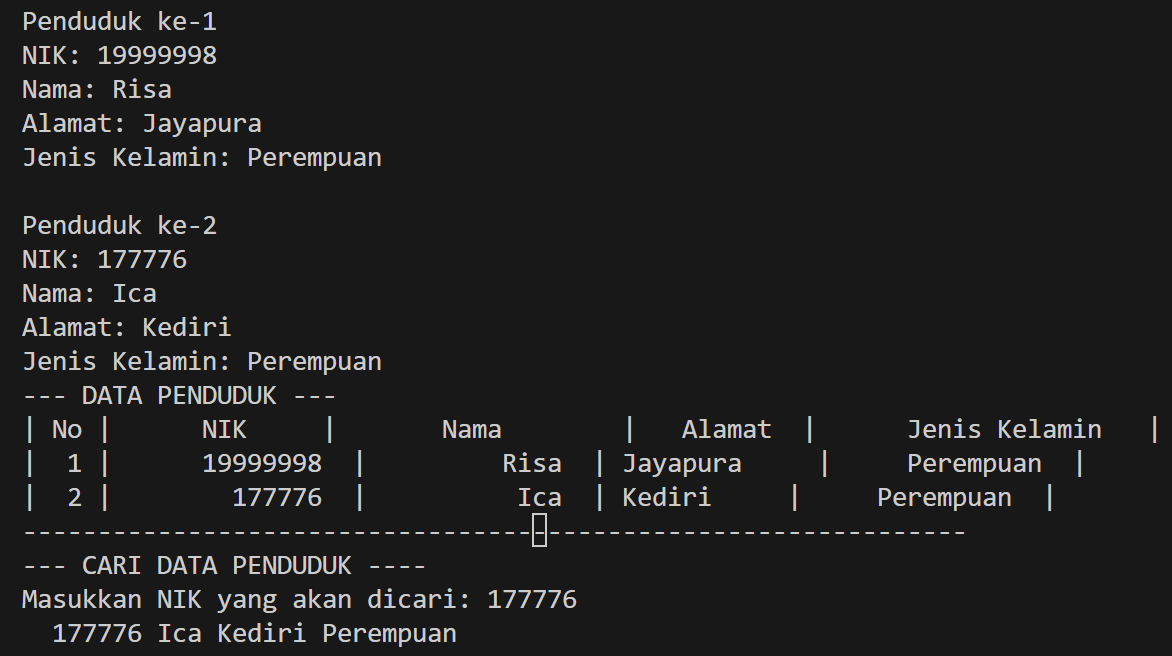 Penduduk ke-1
NIK: 19999998
Nama: Risa
Alamat: Jayapura
Jenis Kelamin: Perempuan

Penduduk ke-2
NIK: 177776
Nama: Ica
Alamat: Kediri
Jenis Kelamin: Perempuan
--- DATA PENDUDUK ---
| No |      NIK     |       Nama        |   Alamat  |      Jenis Kelamin   |
|  1 |      19999998  |         Risa  | Jayapura     |     Perempuan  |
|  2 |        177776  |          Ica  | Kediri     |     Perempuan  |
---------------------------------------------------------------
--- CARI DATA PENDUDUK ----
Masukkan NIK yang akan dicari: 177776
  177776 Ica Kediri Perempuan